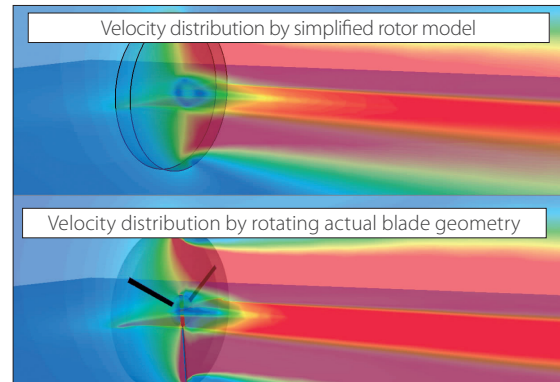 Velocity distribution by simplified rotor model
Velocity distribution by rotating actual blade geometry